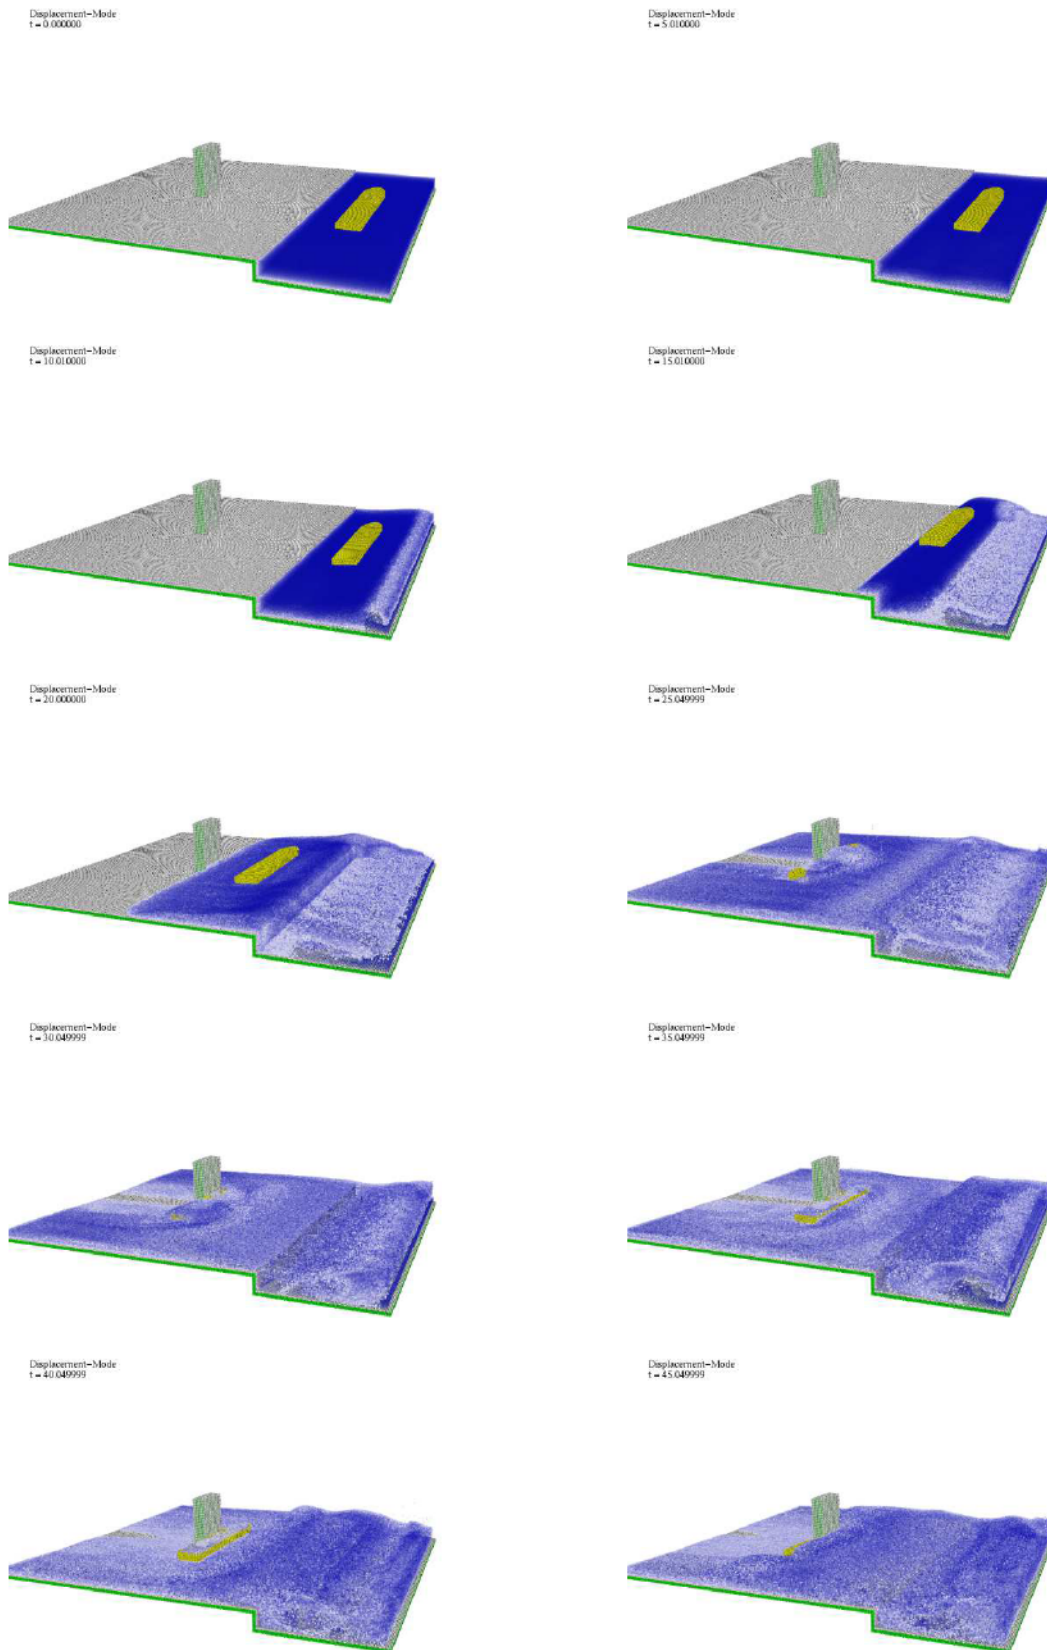 Displacement-Mode
t = 0.000000
Displacement-Mode
t = 5.010000
Displacement-Mode
t = 10.010000
Displacement-Mode
t = 15.010000
Displacement-Mode
t = 20.000000
Displacement-Mode
t = 25.049999
Displacement-Mode
t = 30.049999
Displacement-Mode
t = 35.049999
Displacement-Mode
t = 40.049999
Displacement-Mode
t = 45.049999